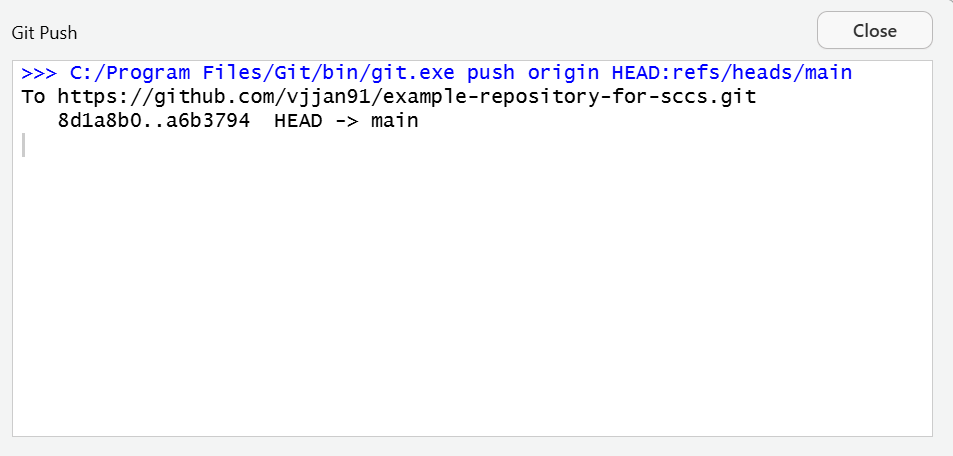 Git Push
Close
>>> C:/Program Files/Git/bin/git.exe push origin HEAD:refs/heads/main
To https://github.com/vjjan91/example-repository-for-sccs.git
   8d1a8b0..a6b3794  HEAD -> main